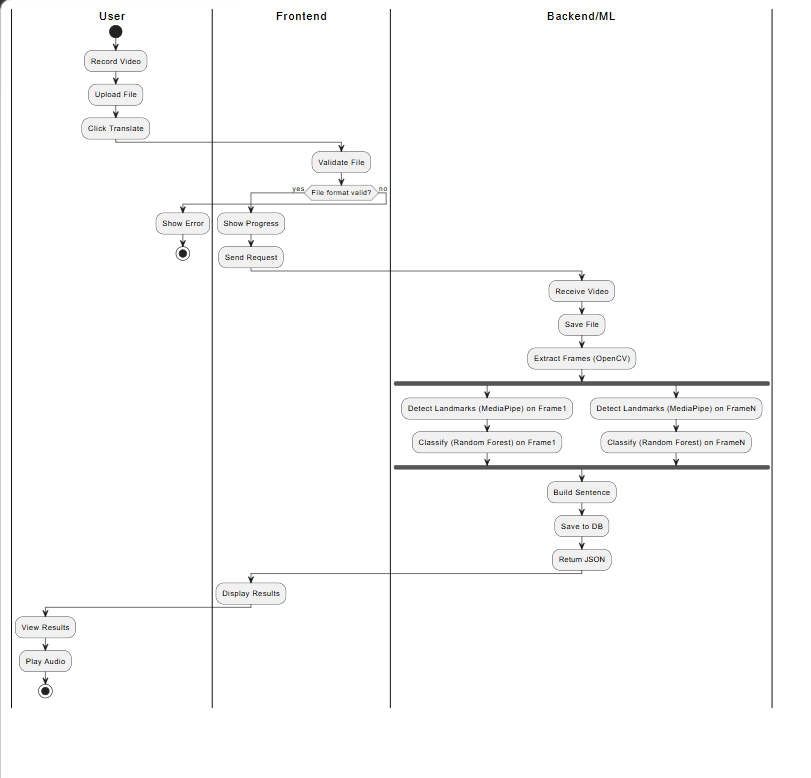 User
Frontend
Backend/ML
Record Video
Upload File
Click Translate
Validate File
yes
File format valid?
no
Show Error
Show Progress
Send Request
Receive Video
Save File
Extract Frames (OpenCV)
Detect Landmarks (MediaPipe) on Frame1
Detect Landmarks (MediaPipe) on FrameN
Classify (Random Forest) on Frame1
Classify (Random Forest) on FrameN
Build Sentence
Save to DB
Return JSON
Display Results
View Results
Play Audio